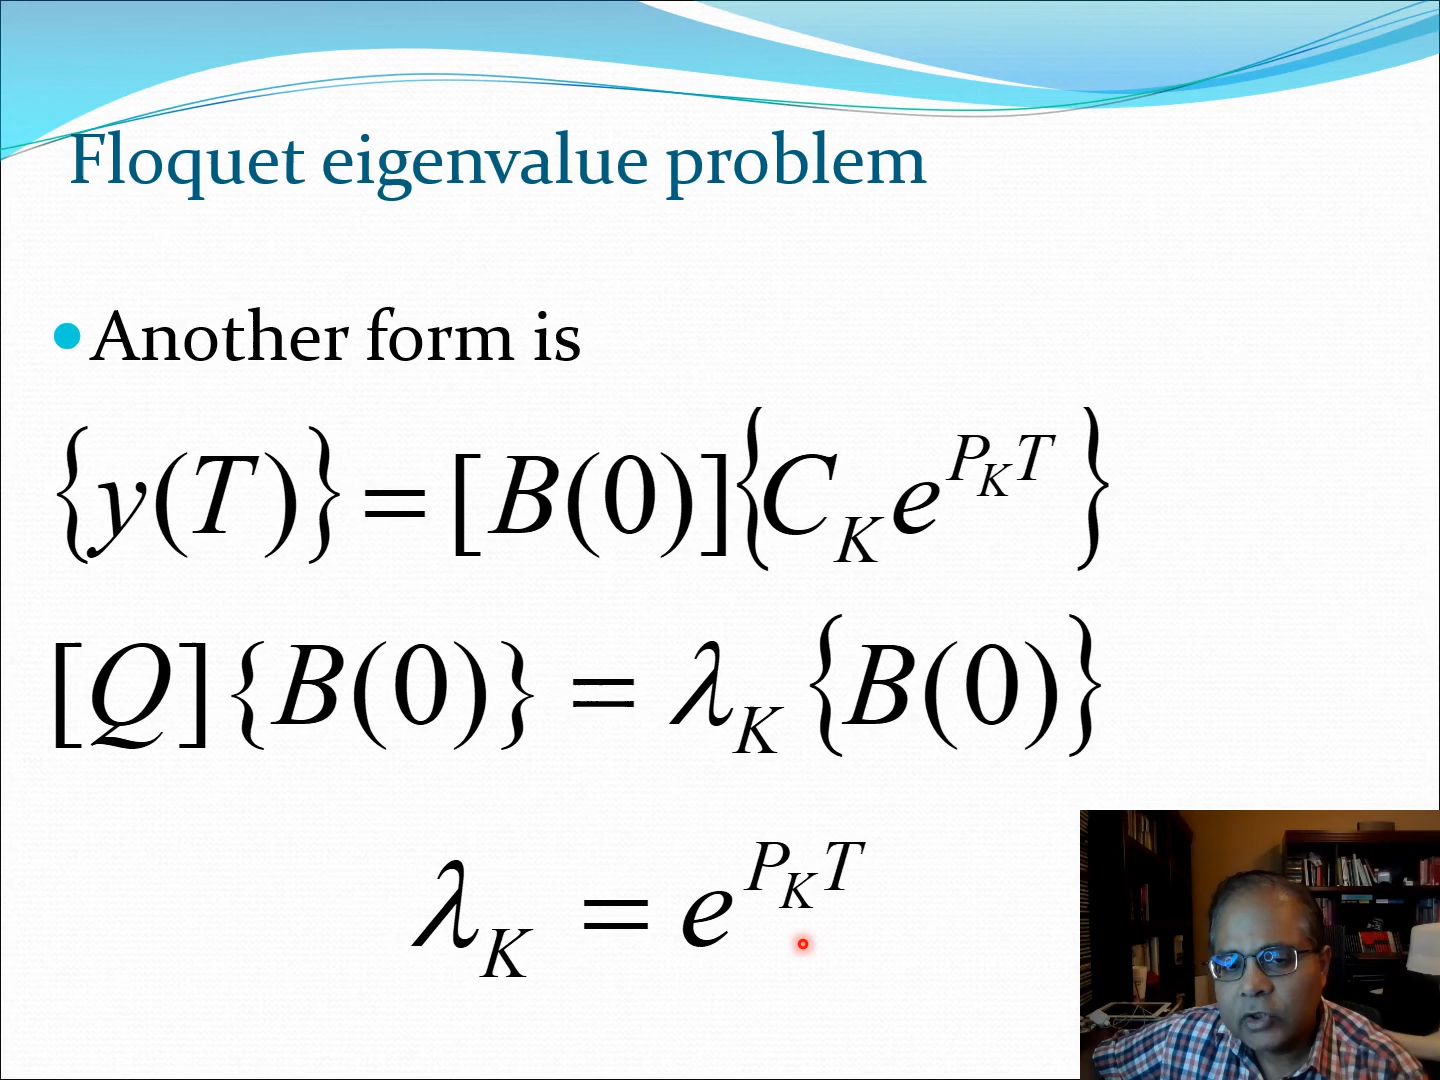 Floquet eigenvalue problem
Another form is
{y(T)} = [B(0)]{C_K e^{P_K T}}
[Q]{B(0)} = λ_K {B(0)}
λ_K = e^{P_K T}